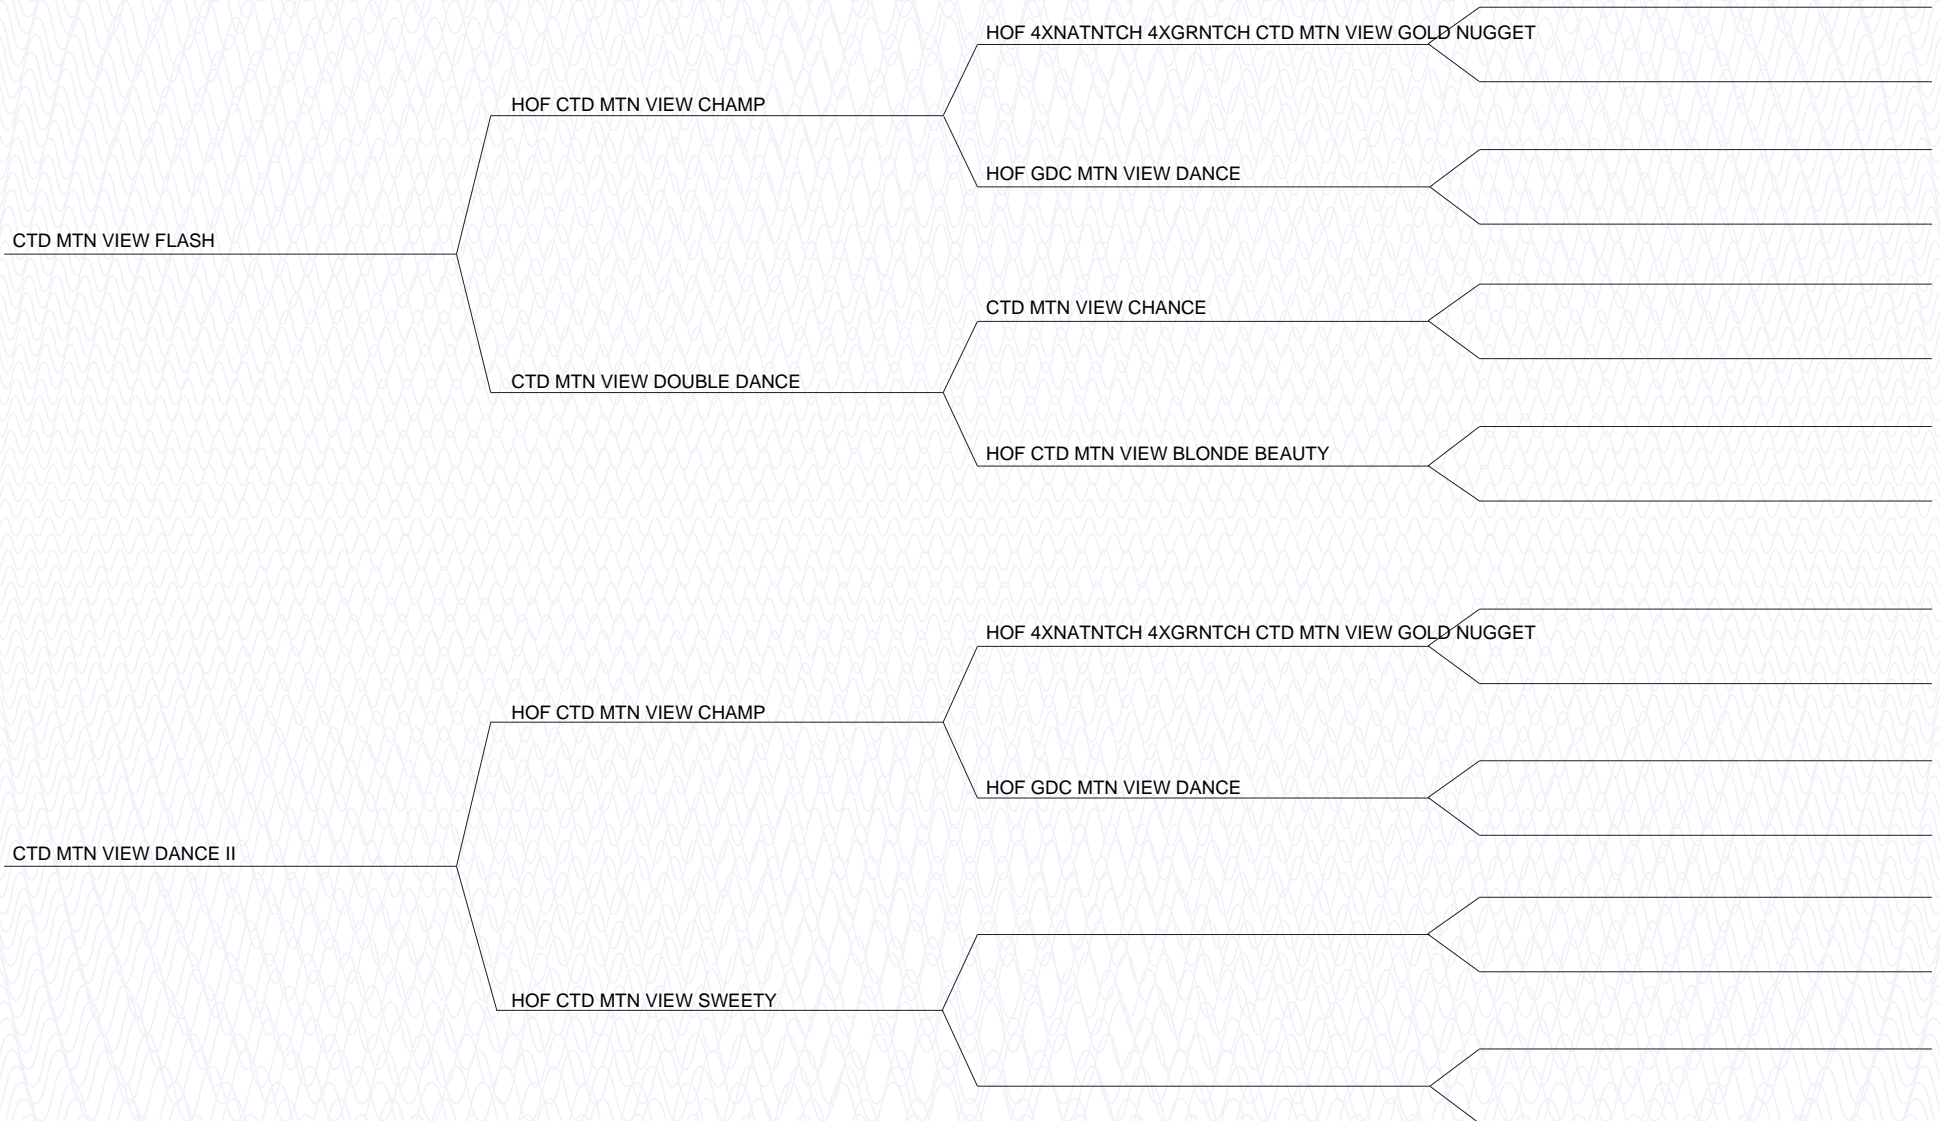 HOF 4XNATNTCH 4XGRNTCH CTD MTN VIEW GOLD NUGGET
HOF CTD MTN VIEW CHAMP
HOF GDC MTN VIEW DANCE
CTD MTN VIEW FLASH
CTD MTN VIEW CHANCE
CTD MTN VIEW DOUBLE DANCE
HOF CTD MTN VIEW BLONDE BEAUTY
HOF 4XNATNTCH 4XGRNTCH CTD MTN VIEW GOLD NUGGET
HOF CTD MTN VIEW CHAMP
HOF GDC MTN VIEW DANCE
CTD MTN VIEW DANCE II
HOF CTD MTN VIEW SWEETY